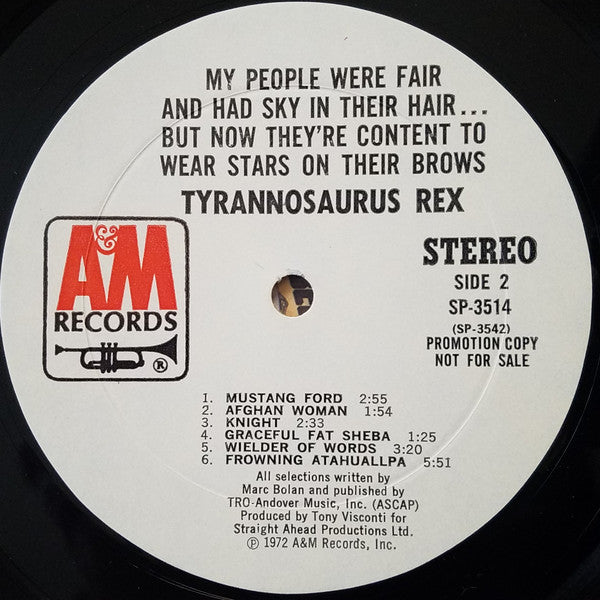 MY PEOPLE WERE FAIR
AND HAD SKY IN THEIR HAIR...
BUT NOW THEY'RE CONTENT TO
WEAR STARS ON THEIR BROWS
TYRANNOSAURUS REX
A&M
RECORDS
®
STEREO
SIDE 2
SP-3514
(SP-3542)
PROMOTION COPY
NOT FOR SALE
1. MUSTANG FORD 2:55
2. AFGHAN WOMAN 1:54
3. KNIGHT 2:33
4. GRACEFUL FAT SHEBA 1:25
5. WIELDER OF WORDS 3:20
6. FROWNING ATAHUALLPA 5:51
All selections written by
Marc Bolan and published by
TRO-Andover Music, Inc. (ASCAP)
Produced by Tony Visconti for
Straight Ahead Productions Ltd.
℗ 1972 A&M Records, Inc.